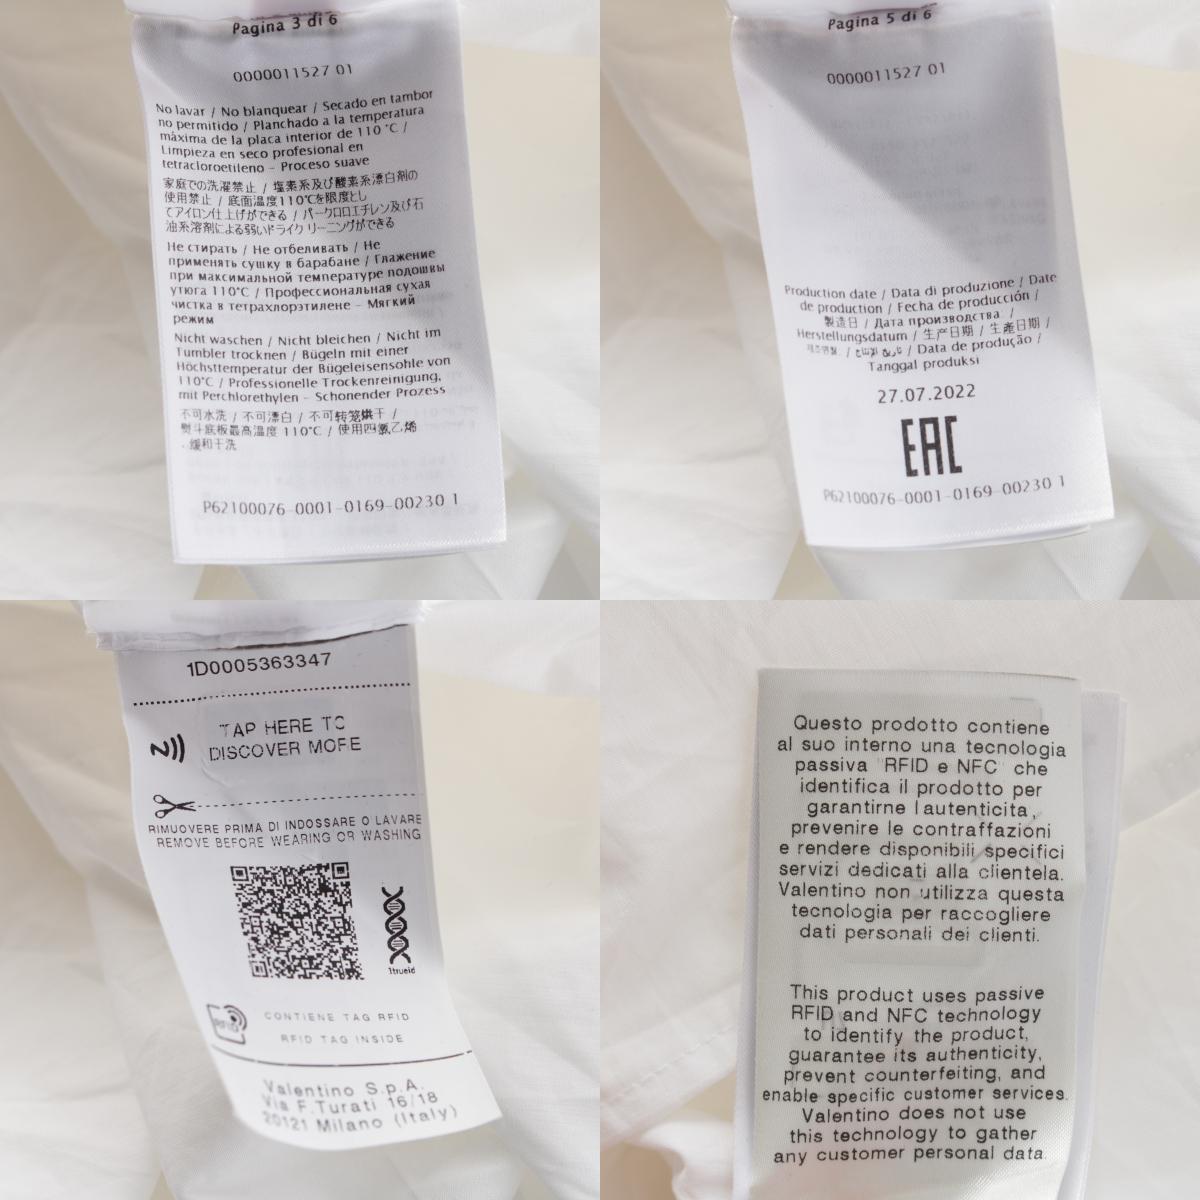 Pagina 3 di 6
0000011527 01
No lavar / No blanquear / Secado en tambor
no permitido / Planchado a la temperatura
máxima de la placa interior de 110 °C /
Limpieza en seco profesional en
tetracloroetileno – Proceso suave
家庭での洗濯禁止 / 塩素系及び酸素系漂白剤の
使用禁止 / 底面温度110℃を限度とし
てアイロン仕上げができる / パークロロエチレン及び石
油系溶剤による弱いドライクリーニングができる
Не стирать / Не отбеливать / Не
применять сушку в барабане / Глажение
при максимальной температуре подошвы
утюга 110°C / Профессиональная сухая
чистка в тетрахлорэтилене – Мягкий
режим
Nicht waschen / Nicht bleichen / Nicht im
Tumbler trocknen / Bügeln mit einer
Höchsttemperatur der Bügeleisensohle von
110°C / Professionelle Trockenreinigung,
mit Perchlorethylen – Schonender Prozess
不可水洗 / 不可漂白 / 不可转笼烘干 /
熨斗底板最高温度 110°C / 使用四氯乙烯
缓和干洗
P62100076-0001-0169-00230 1
Pagina 5 di 6
0000011527 01
Production date / Data di produzione / Date
de production / Fecha de producción /
製造日 / Дата производства /
Herstellungsdatum / 生产日期 / 生產日期 /
/ Data de produção /
Tanggal produksi
27.07.2022
EAC
P62100076-0001-0169-00230 1
1D0005363347
TAP HERE TO
DISCOVER MORE
RIMUOVERE PRIMA DI INDOSSARE O LAVARE
REMOVE BEFORE WEARING OR WASHING
1trueid
RFID
CONTIENE TAG RFID
RFID TAG INSIDE
Valentino S.p.A.
Via F.Turati 16/18
20121 Milano (Italy)
Questo prodotto contiene
al suo interno una tecnologia
passiva "RFID e NFC" che
identifica il prodotto per
garantirne l'autenticita,
prevenire le contraffazioni
e rendere disponibili specifici
servizi dedicati alla clientela.
Valentino non utilizza questa
tecnologia per raccogliere
dati personali dei clienti.
This product uses passive
RFID and NFC technology
to identify the product,
guarantee its authenticity,
prevent counterfeiting, and
enable specific customer services.
Valentino does not use
this technology to gather
any customer personal data.